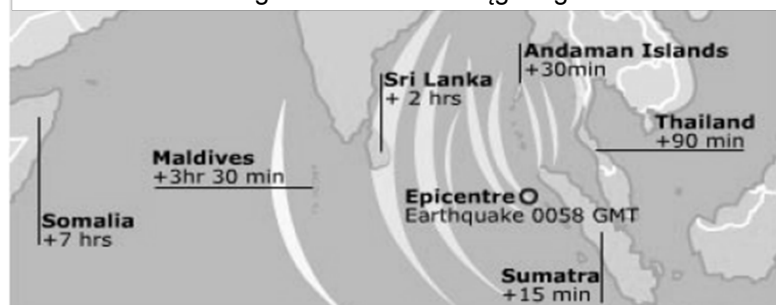 Andaman Islands
+30min
Sri Lanka
+ 2 hrs
Thailand
+90 min
Maldives
+3hr 30 min
Epicentre
Earthquake 0058 GMT
Somalia
+7 hrs
Sumatra
+15 min